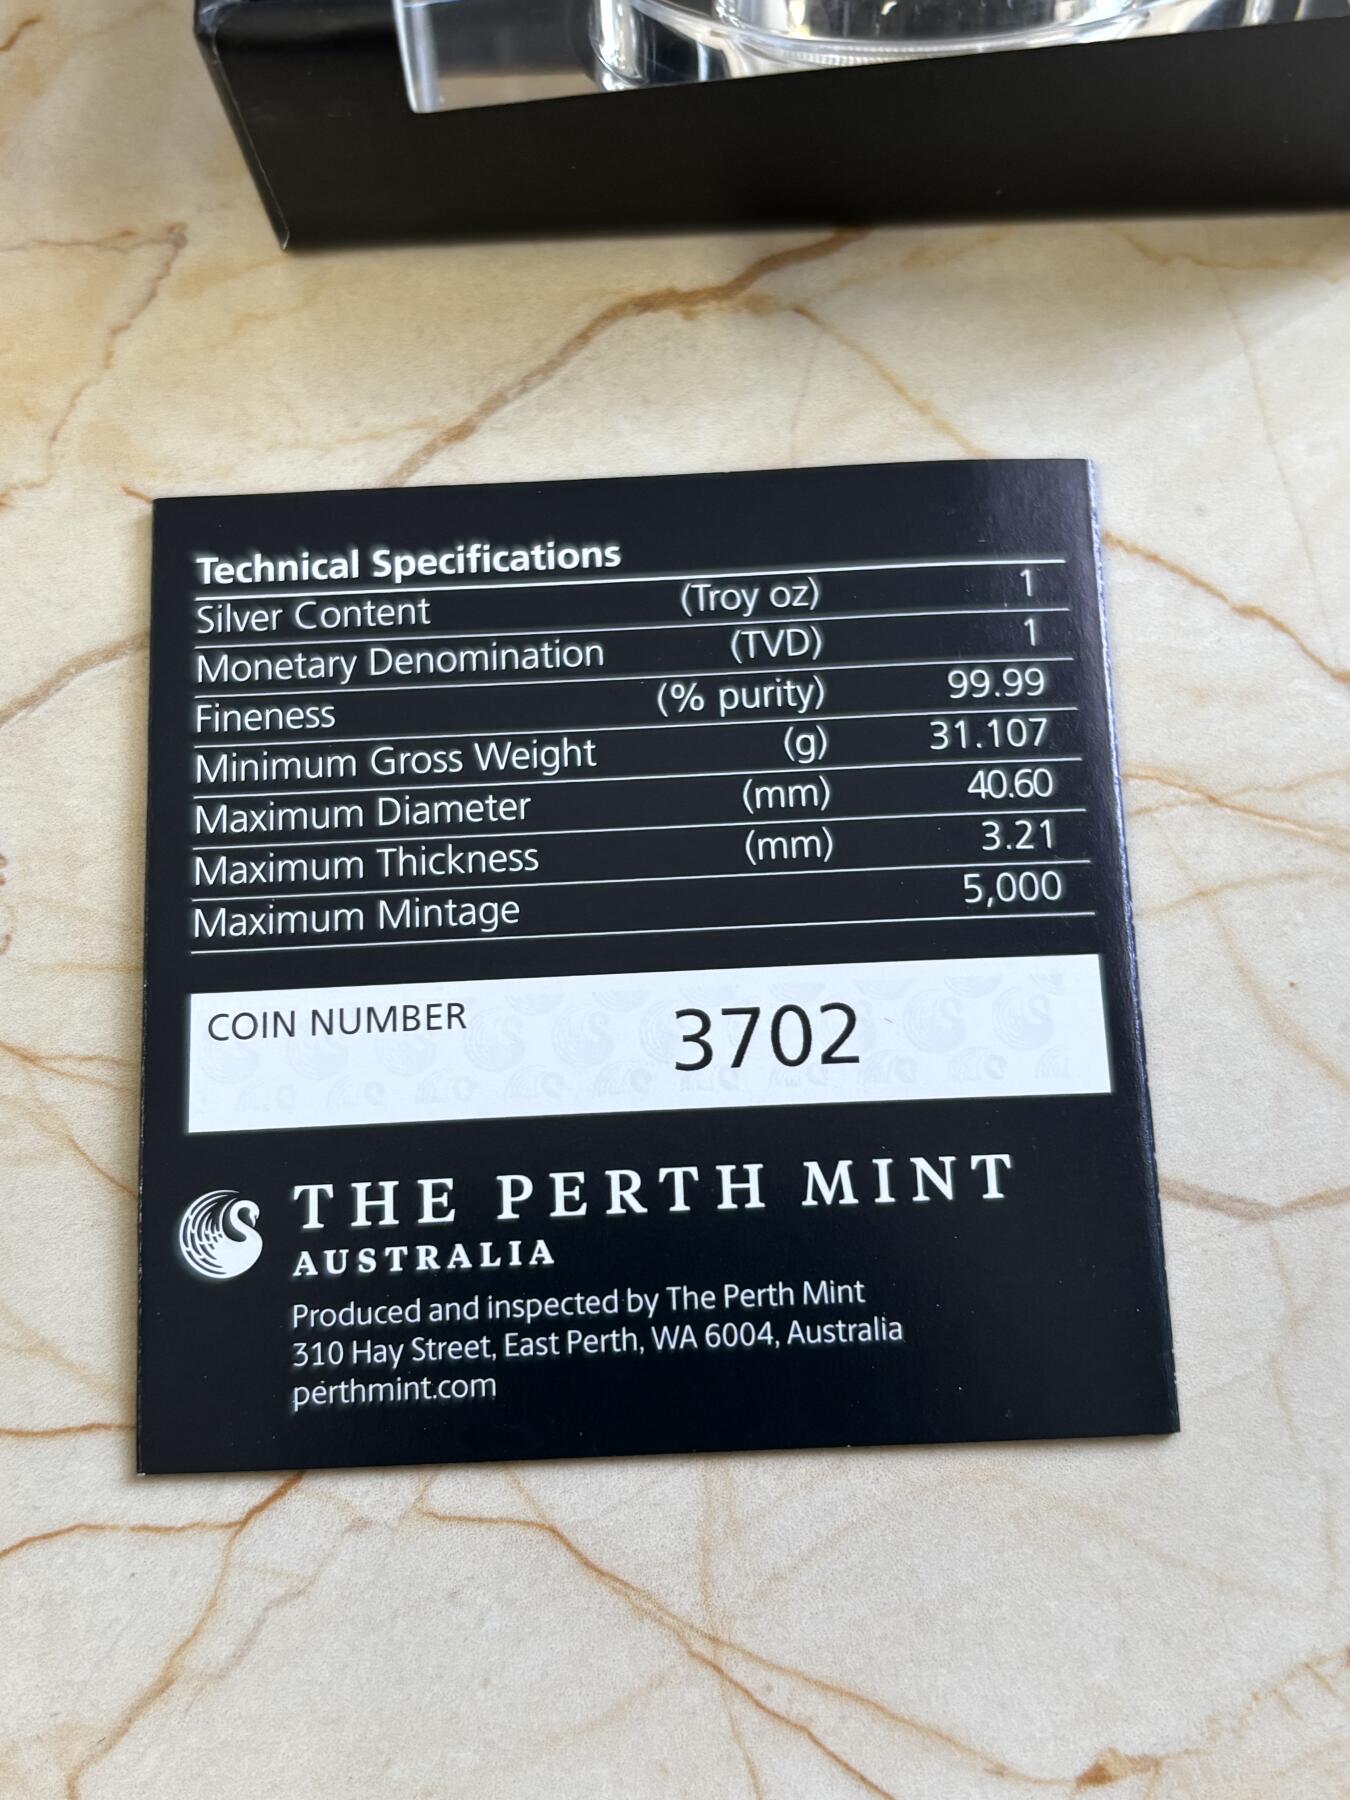 Technical Specifications
Silver Content (Troy oz) 1
Monetary Denomination (TVD) 1
Fineness (% purity) 99.99
Minimum Gross Weight (g) 31.107
Maximum Diameter (mm) 40.60
Maximum Thickness (mm) 3.21
Maximum Mintage 5,000
COIN NUMBER 3702
THE PERTH MINT
AUSTRALIA
Produced and inspected by The Perth Mint
310 Hay Street, East Perth, WA 6004, Australia
perthmint.com